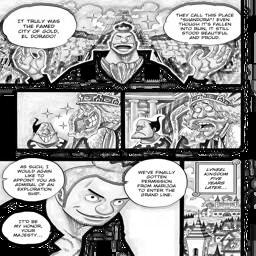 IT TRULY WAS
THE FAMED
CITY OF GOLD,
EL DORADO!
THEY CALL THIS PLACE
"SHANDORA"! EVEN
THOUGH IT'S FALLEN
INTO RUIN, IT STILL
STOOD BEAUTIFUL
AND PROUD.
AS SUCH, I
WOULD AGAIN
LIKE TO
APPOINT YOU AS
ADMIRAL OF AN
EXPLORATION
SHIP.
IT'D BE
MY HONOR,
YOUR
MAJESTY...
WE'VE FINALLY
GOTTEN
PERMISSION
FROM MARIJOA
TO ENTER THE
GRAND LINE.
LVNEEL
KINGDOM
FIVE
YEARS
LATER...